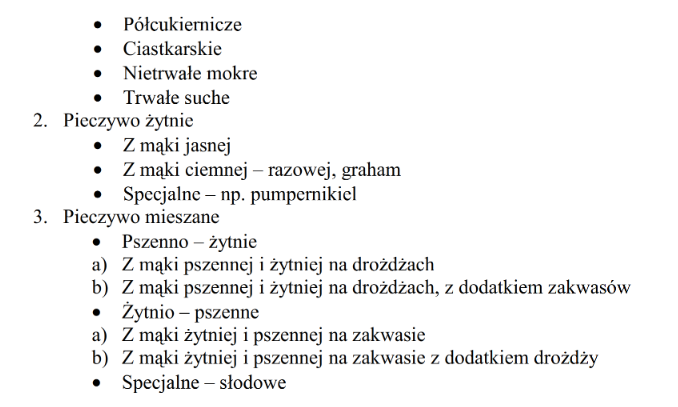 • Półcukiernicze
• Ciastkarskie
• Nietrwałe mokre
• Trwałe suche
2. Pieczywo żytnie
• Z mąki jasnej
• Z mąki ciemnej – razowej, graham
• Specjalne – np. pumpernikiel
3. Pieczywo mieszane
• Pszenno – żytnie
a) Z mąki pszennej i żytniej na drożdżach
b) Z mąki pszennej i żytniej na drożdżach, z dodatkiem zakwasów
• Żytnio – pszenne
a) Z mąki żytniej i pszennej na zakwasie
b) Z mąki żytniej i pszennej na zakwasie z dodatkiem drożdży
• Specjalne – słodowe